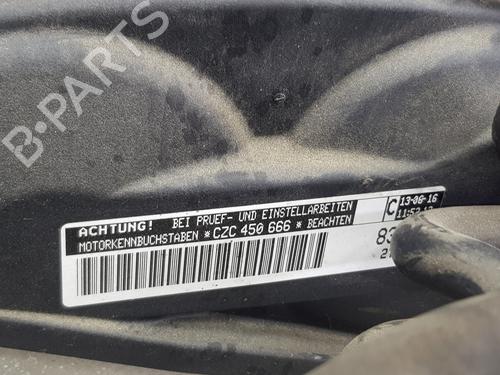 B-PARTS
ACHTUNG! BEI PRUEF- UND EINSTELLARBEITEN
MOTORKENNBUCHSTABEN *CZC 450 666 * BEACHTEN
C
13-06-16
83